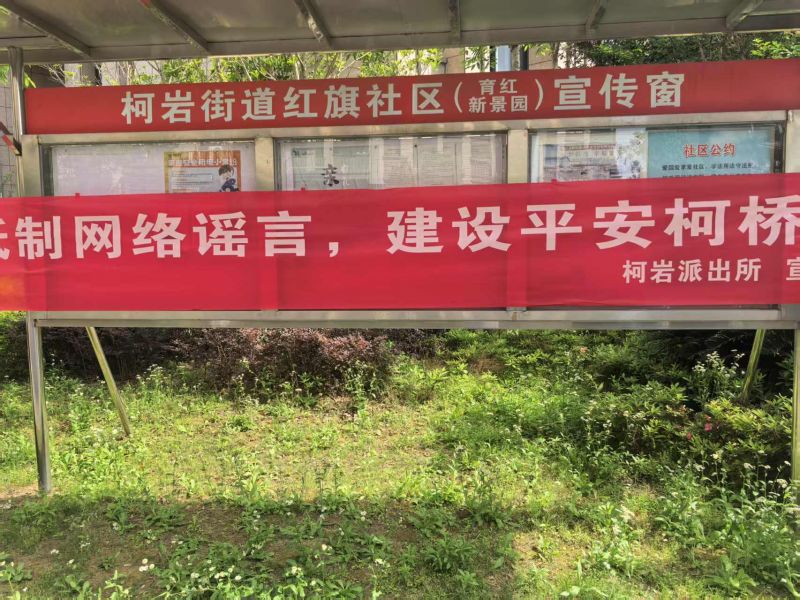 柯岩街道红旗社区(育红新景园)宣传窗
社区公约
抵制网络谣言，建设平安柯桥
柯岩派出所 宣